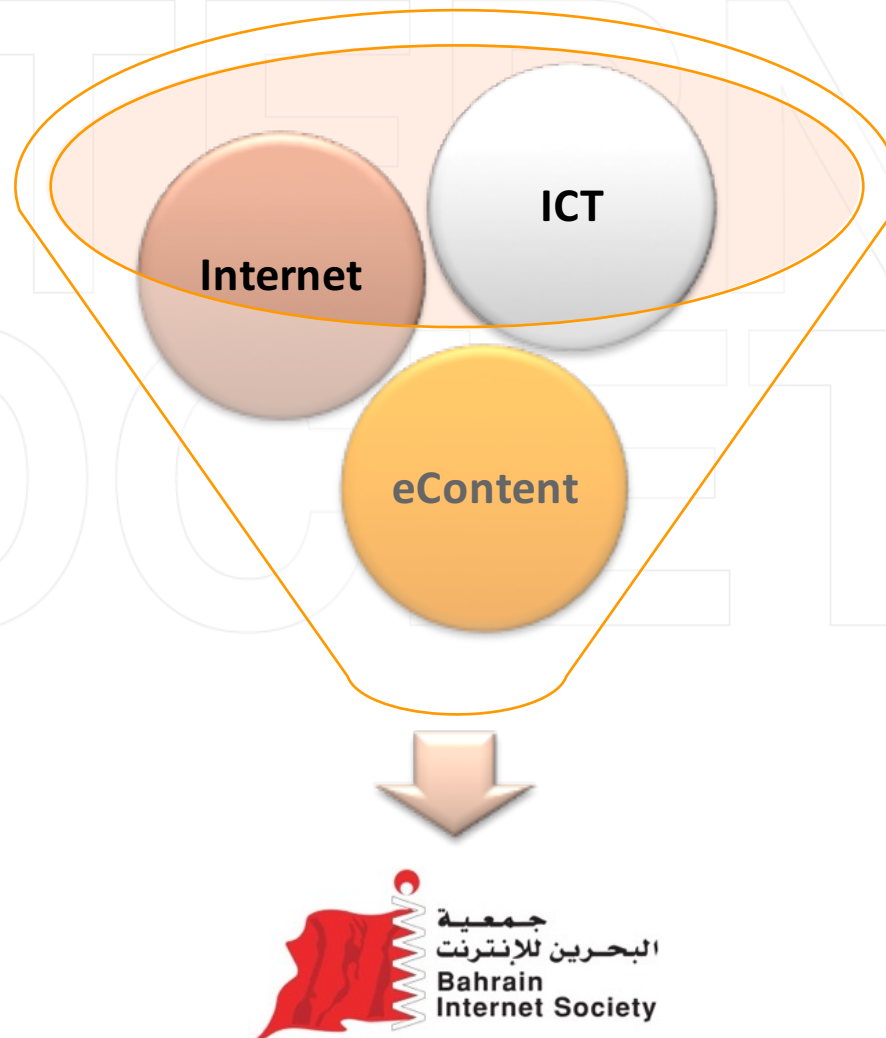 ICT
Internet
eContent
جمعية
البحرين للإنترنت
Bahrain
Internet Society